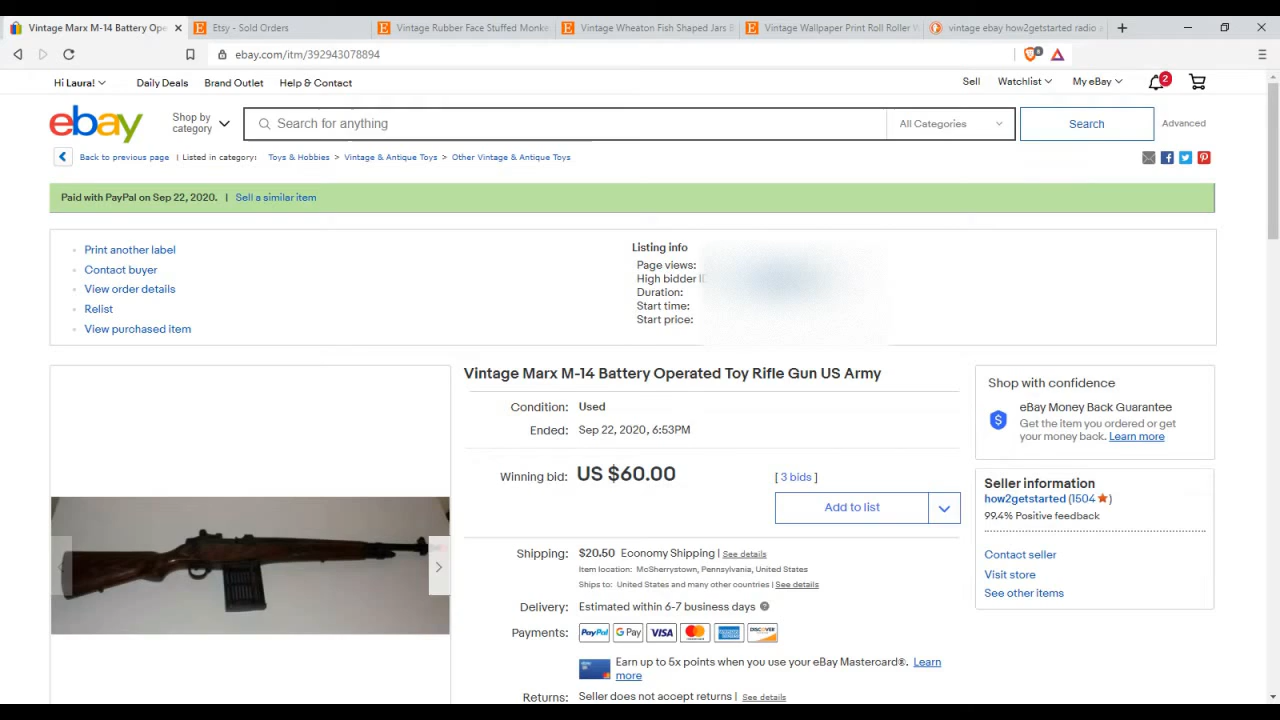 Vintage Marx M-14 Battery Operate
Etsy - Sold Orders
Vintage Rubber Face Stuffed Monke
Vintage Wheaton Fish Shaped Jars
Vintage Wallpaper Print Roll Roller
vintage ebay how2getstarted radio
ebay.com/itm/392943078894
Hi Laura! Daily Deals Brand Outlet Help & Contact Sell Watchlist My eBay 2
ebay Shop by category Search for anything All Categories Search Advanced
Back to previous page | Listed in category: Toys & Hobbies > Vintage & Antique Toys > Other Vintage & Antique Toys
Paid with PayPal on Sep 22, 2020. | Sell a similar item
Print another label
Contact buyer
View order details
Relist
View purchased item
Listing info
Page views:
High bidder ID
Duration:
Start time:
Start price:
Vintage Marx M-14 Battery Operated Toy Rifle Gun US Army
Condition: Used
Ended: Sep 22, 2020, 6:53PM
Winning bid: US $60.00 [ 3 bids ]
Add to list
Shipping: $20.50 Economy Shipping | See details
Item location: McSherrystown, Pennsylvania, United States
Ships to: United States and many other countries | See details
Delivery: Estimated within 6-7 business days
Payments: PayPal G Pay VISA MasterCard AMERICAN EXPRESS DISCOVER
Earn up to 5x points when you use your eBay Mastercard®. Learn
more
Returns: Seller does not accept returns | See details
Shop with confidence
eBay Money Back Guarantee
Get the item you ordered or get
your money back. Learn more
Seller information
how2getstarted (1504 ★)
99.4% Positive feedback
Contact seller
Visit store
See other items